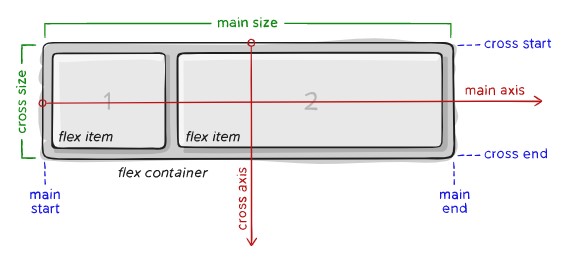 main size
cross start
cross size
1
2
main axis
flex item
flex item
cross end
flex container
cross axis
main
start
main
end